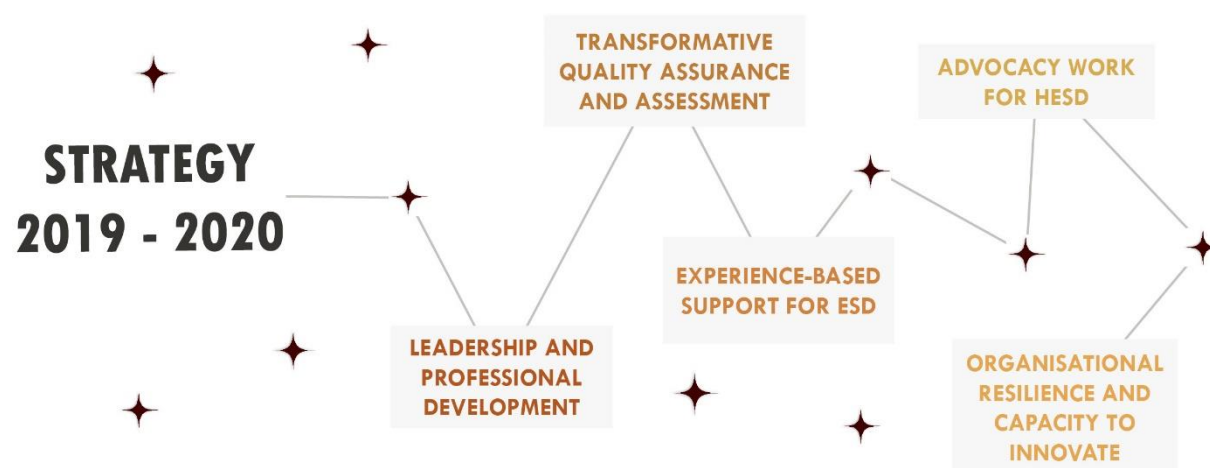 STRATEGY
2019 - 2020
LEADERSHIP AND
PROFESSIONAL
DEVELOPMENT
TRANSFORMATIVE
QUALITY ASSURANCE
AND ASSESSMENT
EXPERIENCE-BASED
SUPPORT FOR ESD
ADVOCACY WORK
FOR HESD
ORGANISATIONAL
RESILIENCE AND
CAPACITY TO
INNOVATE